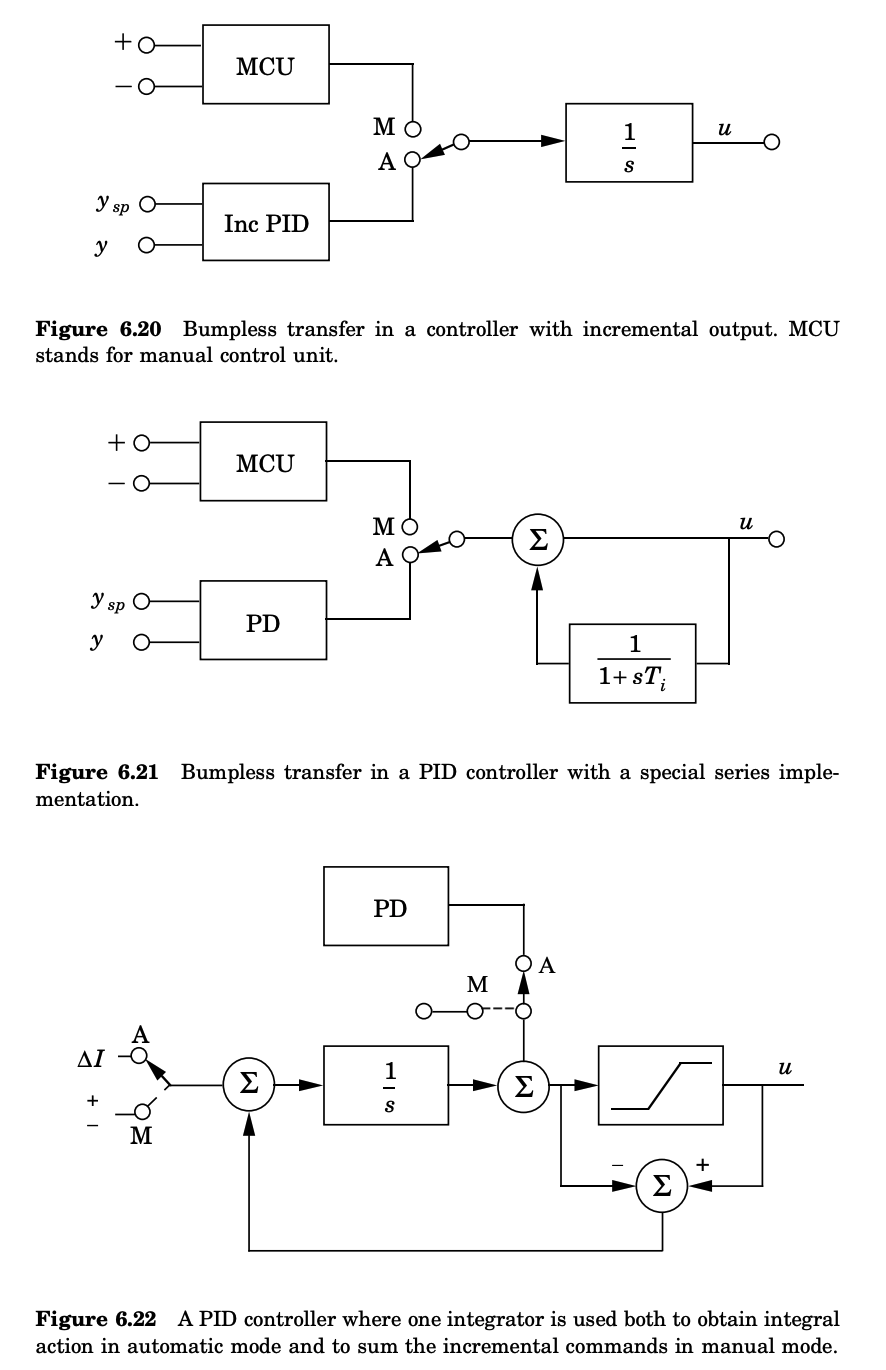 +
MCU
−
M
A
1
s
u
y sp
Inc PID
y
Figure 6.20 Bumpless transfer in a controller with incremental output. MCU
stands for manual control unit.
+
MCU
−
M
A
Σ
u
y sp
PD
y
1
1+ sTi
Figure 6.21 Bumpless transfer in a PID controller with a special series imple-
mentation.
PD
A
M
A
ΔI
+
−
M
Σ
1
s
Σ
u
−
+
Σ
Figure 6.22 A PID controller where one integrator is used both to obtain integral
action in automatic mode and to sum the incremental commands in manual mode.